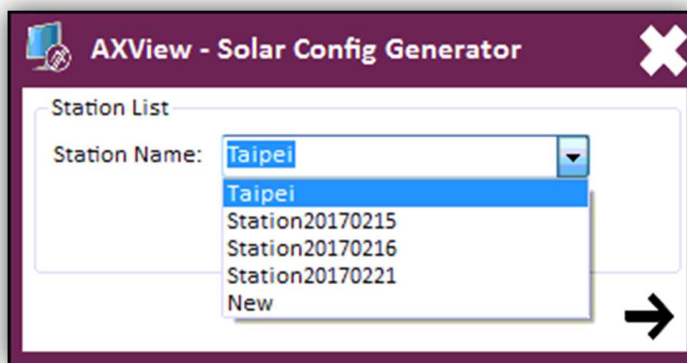 AXView - Solar Config Generator
Station List
Station Name: Taipei
Taipei
Station20170215
Station20170216
Station20170221
New